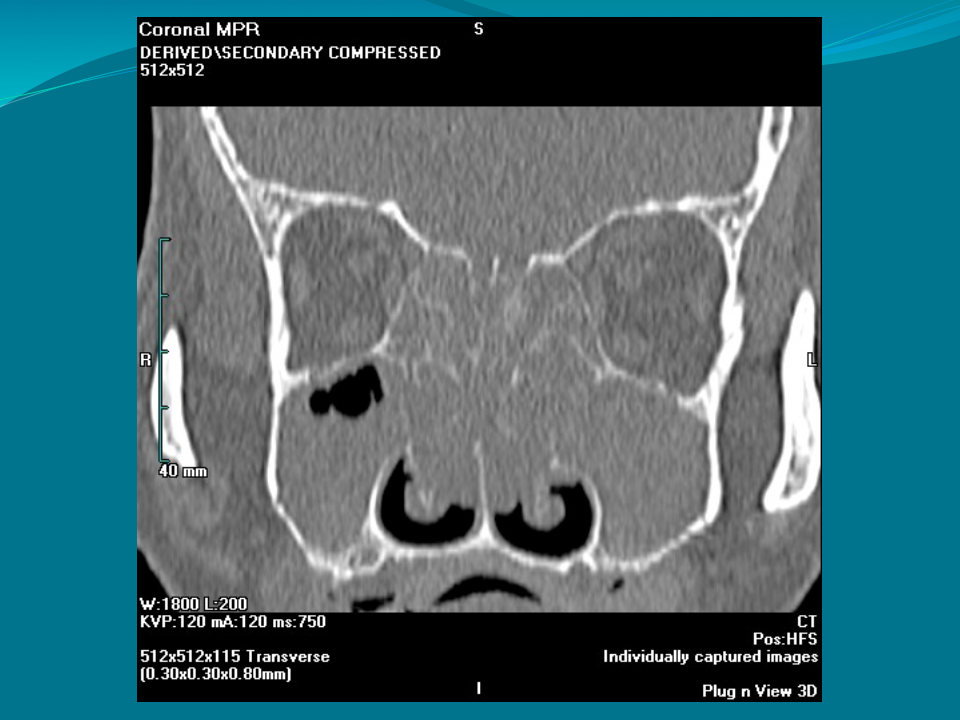 Coronal MPR
S
DERIVED\SECONDARY COMPRESSED
512x512
R
L
40 mm
W:1800 L:200
KVP:120 mA:120 ms:750
CT
Pos:HFS
512x512x115 Transverse
Individually captured images
(0.30x0.30x0.80mm)
I
Plug n View 3D